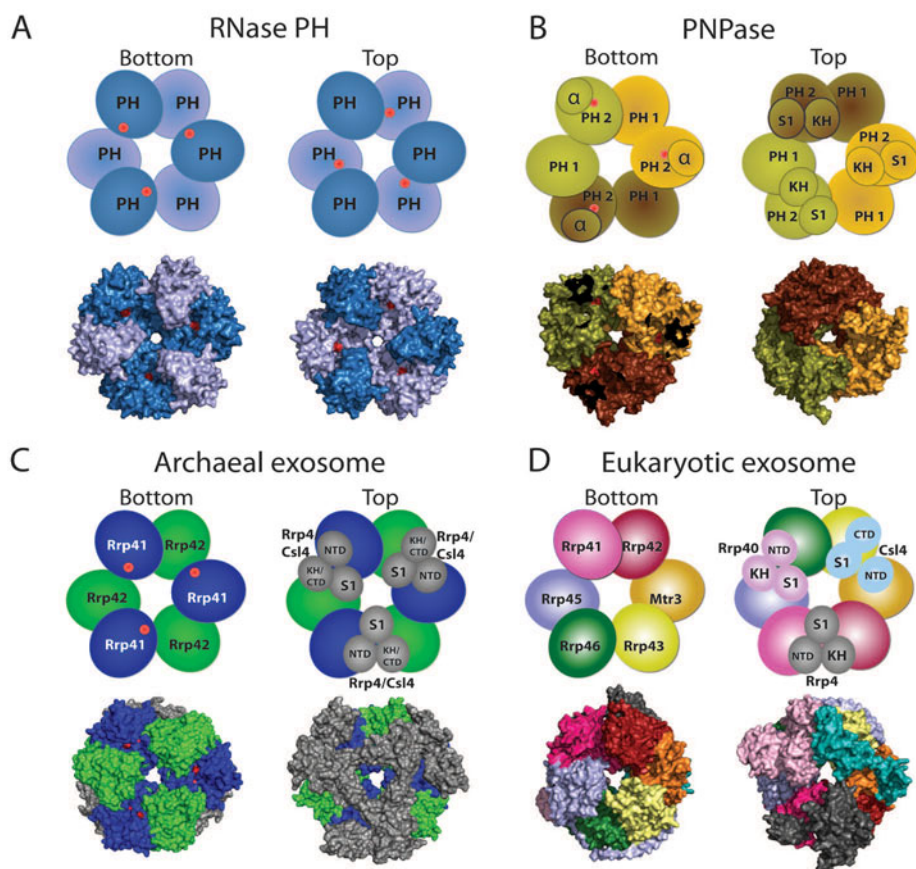 A RNase PH
Bottom Top
PH PH
PH PH
PH PH
PH PH
PH PH
PH PH
B PNPase
Bottom Top
α
PH 2 PH 1
PH 1 PH 2 α
PH 2 PH 1
α
PH 2 PH 1
S1 KH
PH 1 PH 2
KH S1
KH
PH 2 S1 PH 1
C Archaeal exosome
Bottom Top
Rrp41 Rrp42
Rrp42 Rrp41
Rrp41 Rrp42
Rrp4 Rrp4/
Csl4 Csl4
NTD KH/
CTD
KH/
CTD S1 S1 NTD
S1
NTD KH/
CTD
Rrp4/Csl4
D Eukaryotic exosome
Bottom Top
Rrp41 Rrp42
Rrp45 Mtr3
Rrp46 Rrp43
Rrp40 NTD CTD
Csl4
KH S1 S1 NTD
S1
NTD KH
Rrp4